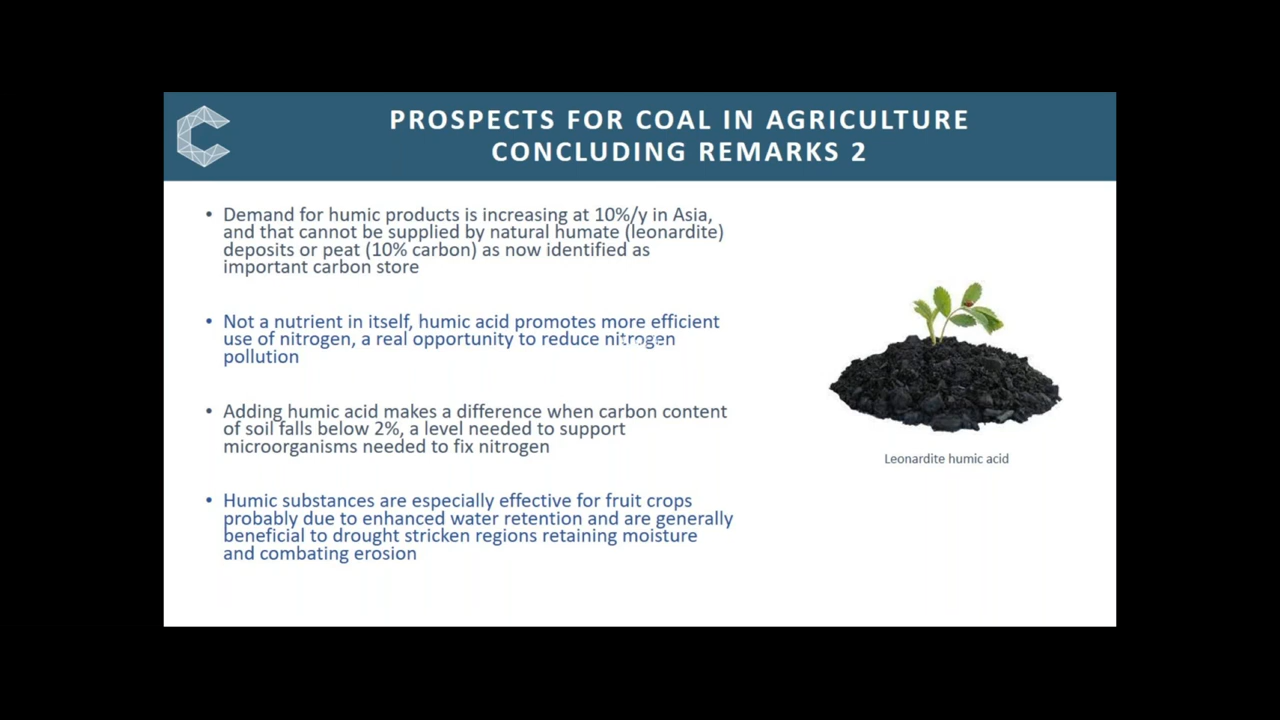 PROSPECTS FOR COAL IN AGRICULTURE
CONCLUDING REMARKS 2
• Demand for humic products is increasing at 10%/y in Asia,
and that cannot be supplied by natural humate (leonardite)
deposits or peat (10% carbon) as now identified as
important carbon store
• Not a nutrient in itself, humic acid promotes more efficient
use of nitrogen, a real opportunity to reduce nitrogen
pollution
• Adding humic acid makes a difference when carbon content
of soil falls below 2%, a level needed to support
microorganisms needed to fix nitrogen
• Humic substances are especially effective for fruit crops
probably due to enhanced water retention and are generally
beneficial to drought stricken regions retaining moisture
and combating erosion
Leonardite humic acid